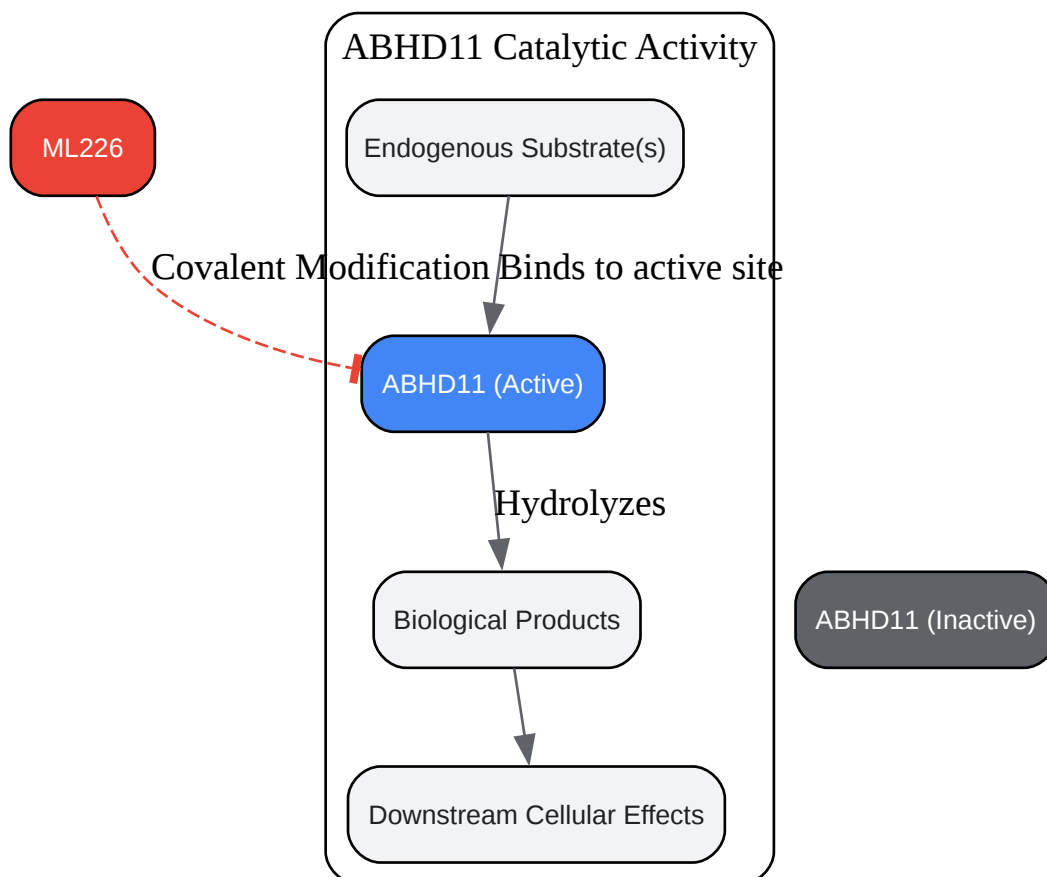 ABHD11 Catalytic Activity
ML226
Endogenous Substrate(s)
Covalent Modification
Binds to active site
ABHD11 (Active)
Hydrolyzes
Biological Products
ABHD11 (Inactive)
Downstream Cellular Effects